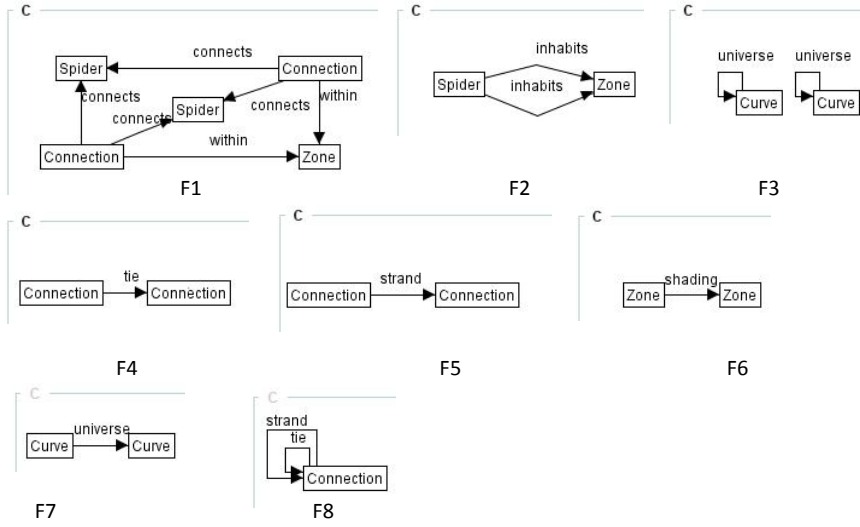 C
connects
Spider
Connection
connects
Spider
connects
within
connects
within
Connection
Zone
F1
C
inhabits
Spider
inhabits
Zone
F2
C
universe
universe
Curve
Curve
F3
C
tie
Connection
Connection
F4
C
strand
Connection
Connection
F5
C
shading
Zone
Zone
F6
C
universe
Curve
Curve
F7
C
strand
tie
Connection
F8